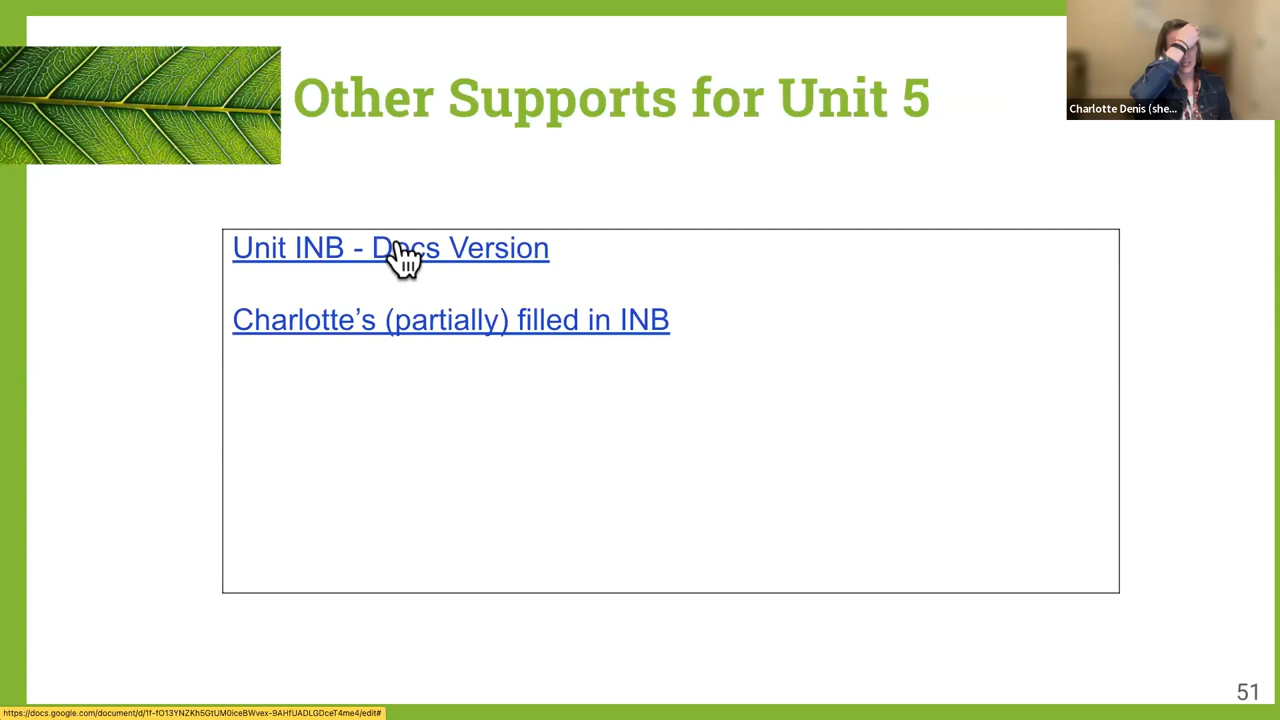 Other Supports for Unit 5
Charlotte Denis (she...
Unit INB - Docs Version
Charlotte’s (partially) filled in INB
51
https://docs.google.com/document/d/1f-fO13YNZKh5GtUM0iceBWvex-9AHfUADLGDceT4me4/edit#